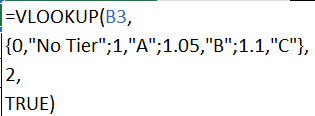 =VLOOKUP(B3,
{0,"No Tier";1,"A";1.05,"B";1.1,"C"},
2,
TRUE)